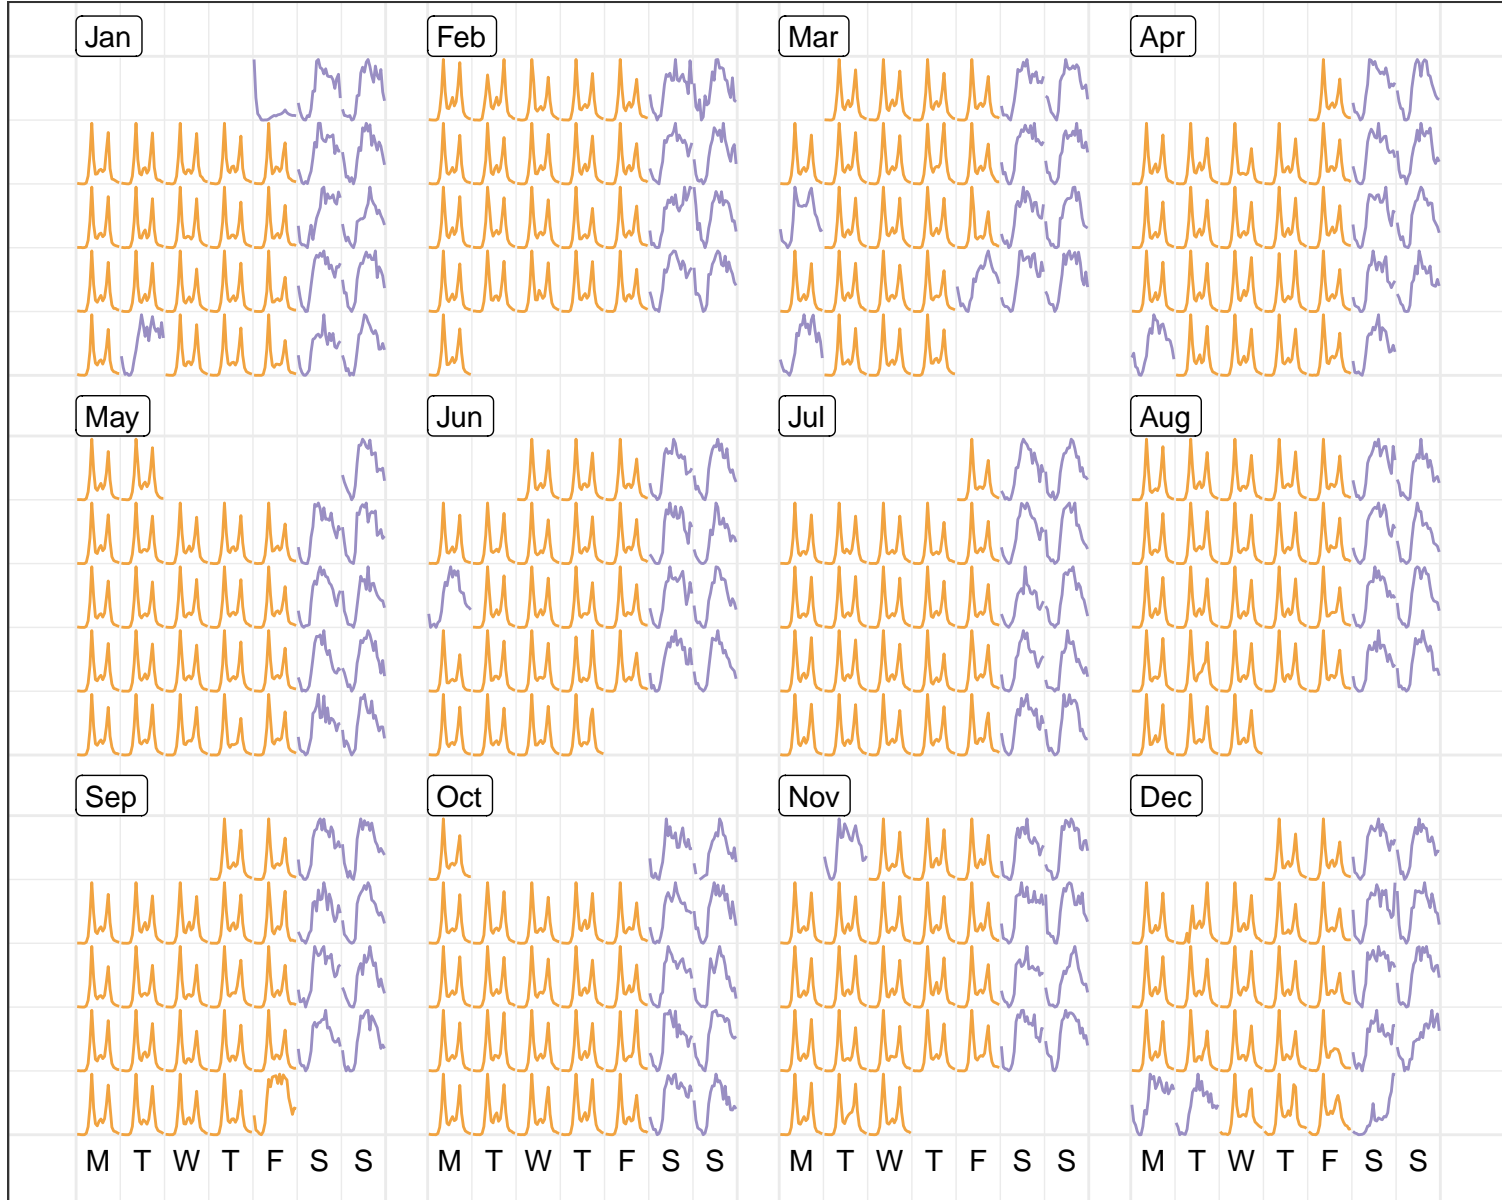 Jan Feb Mar Apr
May Jun Jul Aug
Sep Oct Nov Dec
M T W T F S S M T W T F S S M T W T F S S M T W T F S S